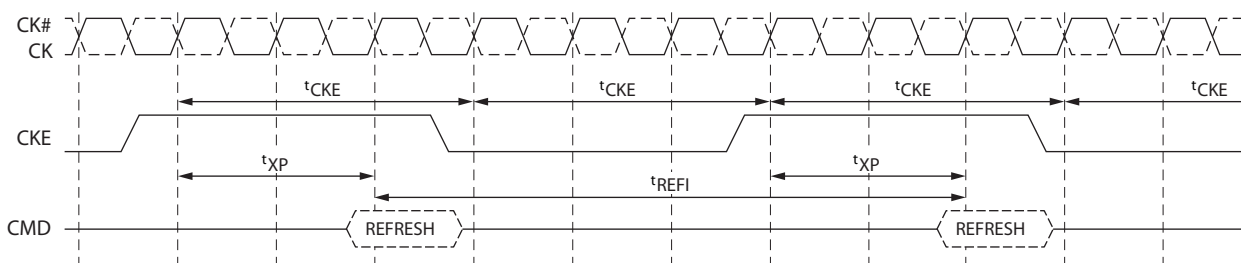 CK#
CK
tCKE tCKE tCKE tCKE
CKE
tXP tXP
tREFI
CMD REFRESH REFRESH